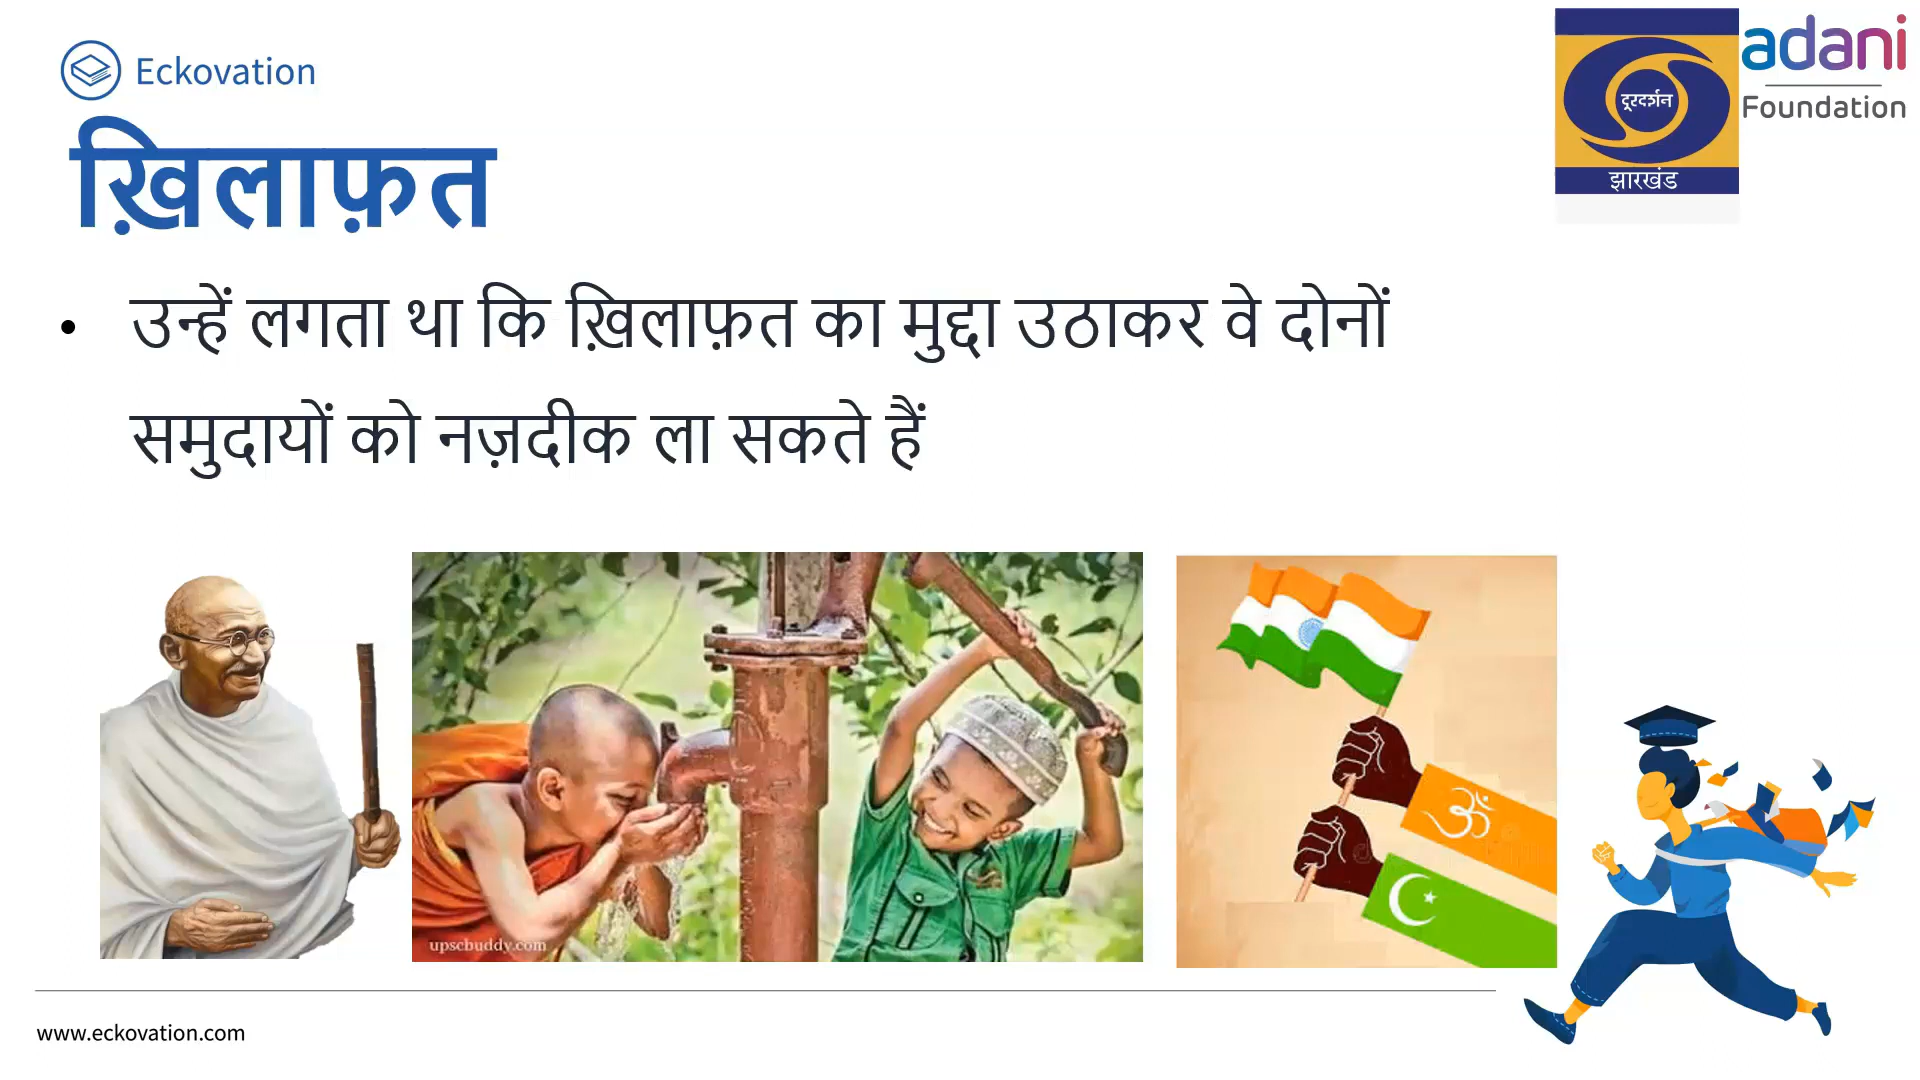 Eckovation
दूरदर्शन
झारखंड
adani
Foundation
ख़िलाफ़त
• उन्हें लगता था कि ख़िलाफ़त का मुद्दा उठाकर वे दोनों
समुदायों को नज़दीक ला सकते हैं
upscbuddy.com
ॐ
www.eckovation.com